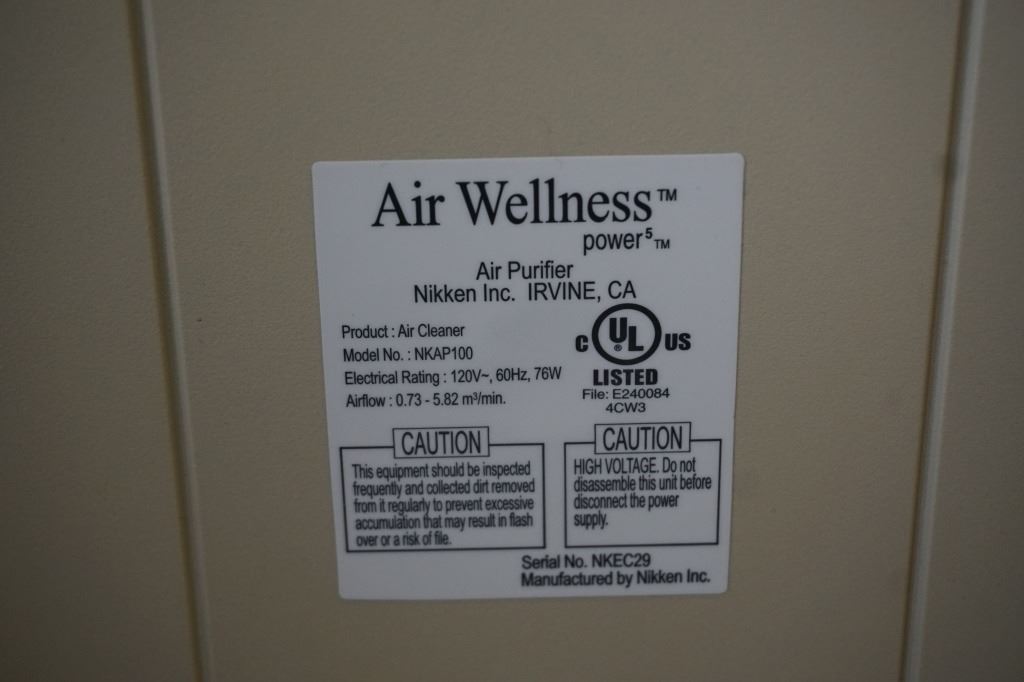 Air Wellness™
power⁵™
Air Purifier
Nikken Inc. IRVINE, CA
Product : Air Cleaner
Model No. : NKAP100
Electrical Rating : 120V~, 60Hz, 76W
Airflow : 0.73 - 5.82 m³/min.
C UL® US
LISTED
File: E240084
4CW3
CAUTION
This equipment should be inspected
frequently and collected dirt removed
from it regularly to prevent excessive
accumulation that may result in flash
over or a risk of file.
CAUTION
HIGH VOLTAGE. Do not
disassemble this unit before
disconnect the power
supply.
Serial No. NKEC29
Manufactured by Nikken Inc.